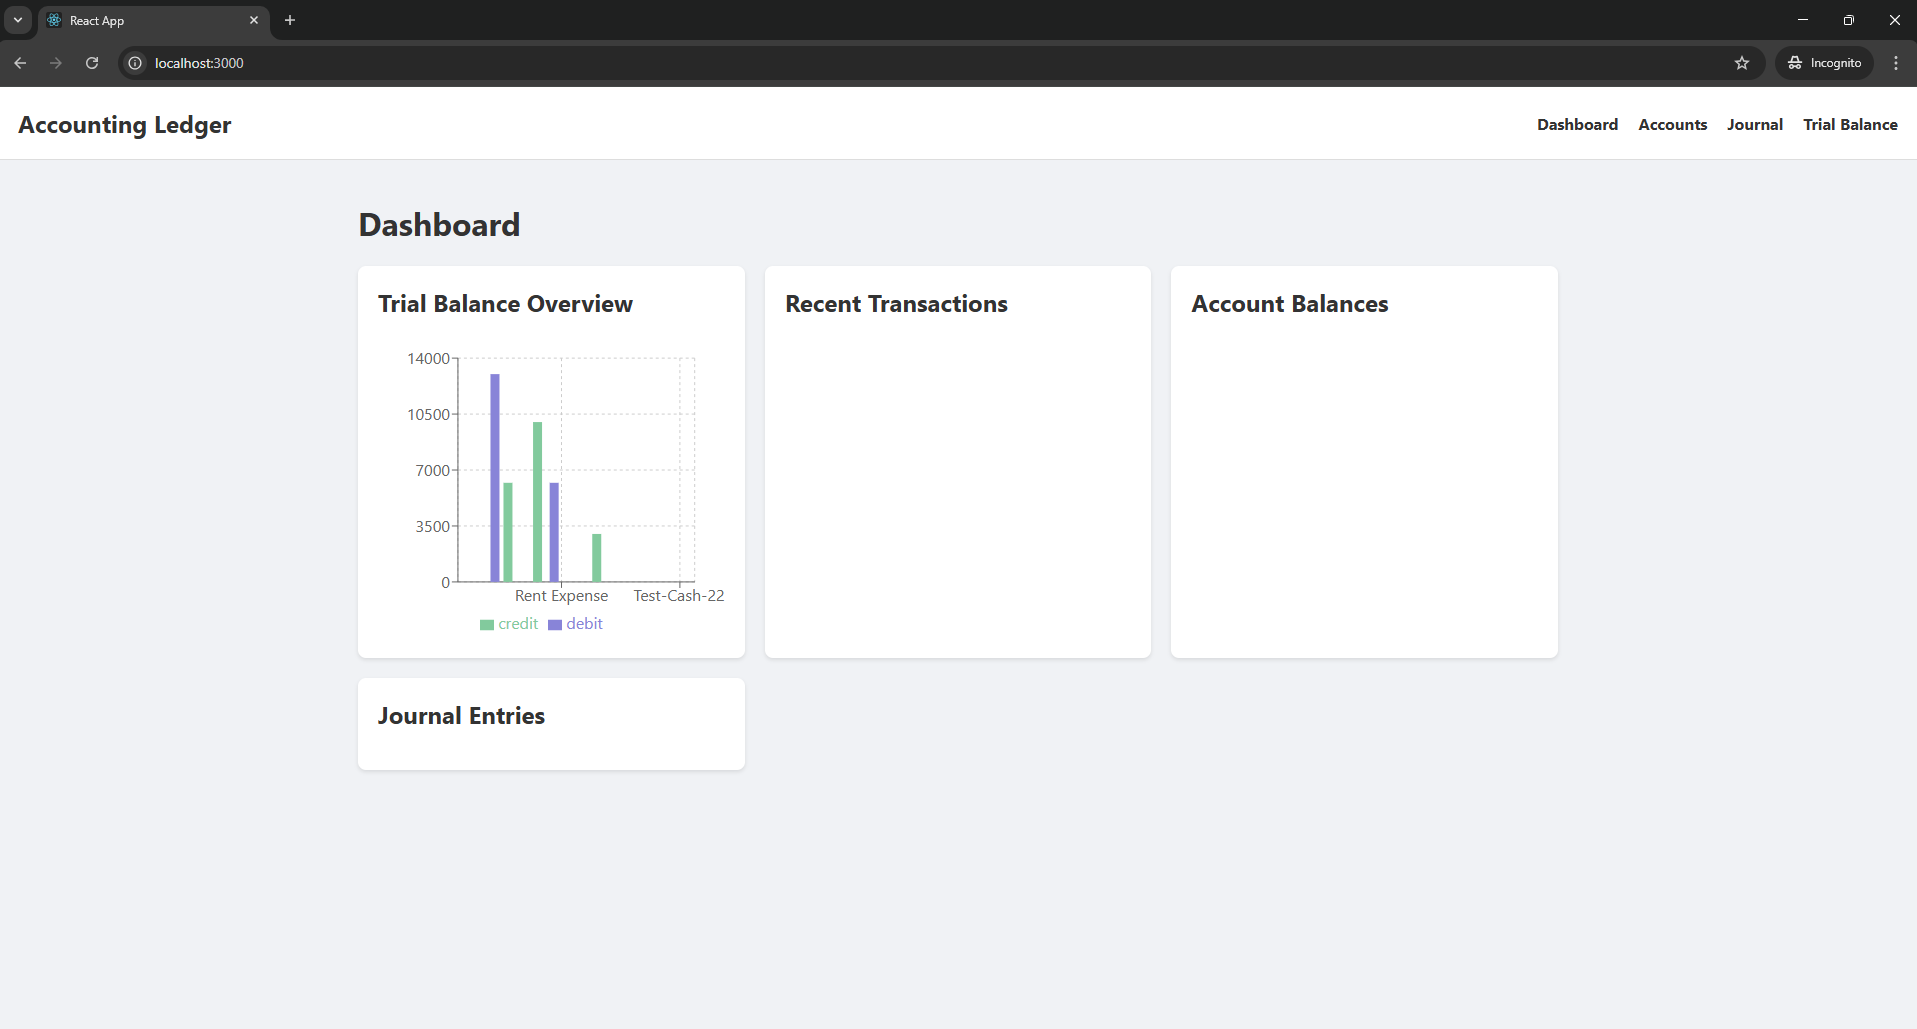 React App
localhost:3000
Incognito
Accounting Ledger
Dashboard Accounts Journal Trial Balance
Dashboard
Trial Balance Overview
14000
10500
7000
3500
0
Rent Expense Test-Cash-22
credit debit
Recent Transactions
Account Balances
Journal Entries